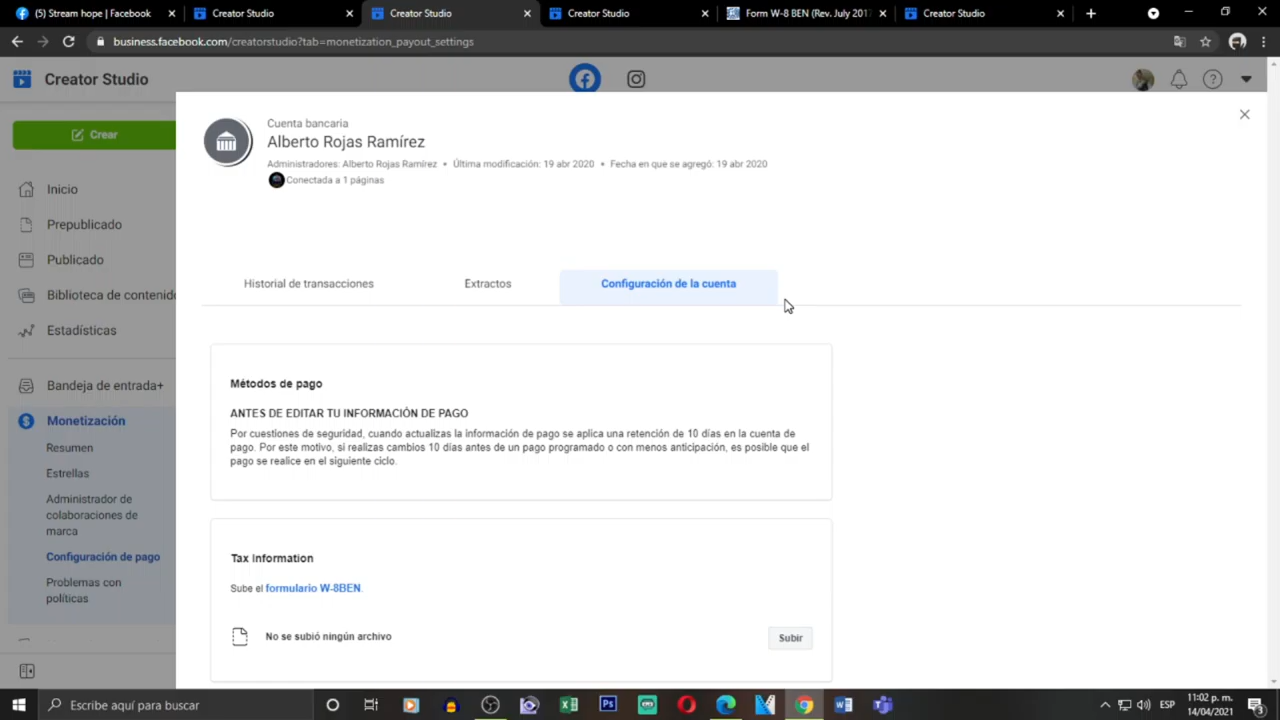 (5) Stream hope | Facebook
Creator Studio
Creator Studio
Creator Studio
Form W-8 BEN (Rev. July 2017
Creator Studio
business.facebook.com/creatorstudio?tab=monetization_payout_settings
Creator Studio
Crear
Inicio
Prepublicado
Publicado
Biblioteca de contenido
Estadísticas
Bandeja de entrada+
Monetización
Resumen
Estrellas
Administrador de
colaboraciones de
marca
Configuración de pago
Problemas con
políticas
Cuenta bancaria
Alberto Rojas Ramírez
Administradores: Alberto Rojas Ramírez • Última modificación: 19 abr 2020 • Fecha en que se agregó: 19 abr 2020
Conectada a 1 páginas
Historial de transacciones
Extractos
Configuración de la cuenta
Métodos de pago
ANTES DE EDITAR TU INFORMACIÓN DE PAGO
Por cuestiones de seguridad, cuando actualizas la información de pago se aplica una retención de 10 días en la cuenta de
pago. Por este motivo, si realizas cambios 10 días antes de un pago programado o con menos anticipación, es posible que el
pago se realice en el siguiente ciclo.
Tax Information
Sube el formulario W-8BEN.
No se subió ningún archivo
Subir
Escribe aquí para buscar
ESP
11:02 p. m.
14/04/2021